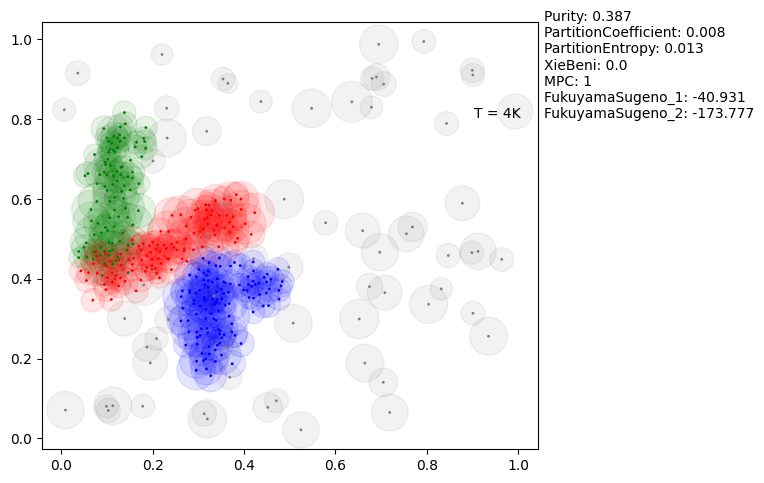 Purity: 0.387
PartitionCoefficient: 0.008
PartitionEntropy: 0.013
XieBeni: 0.0
MPC: 1
FukuyamaSugeno_1: -40.931
FukuyamaSugeno_2: -173.777
T = 4K
1.0
0.8
0.6
0.4
0.2
0.0
0.0 0.2 0.4 0.6 0.8 1.0